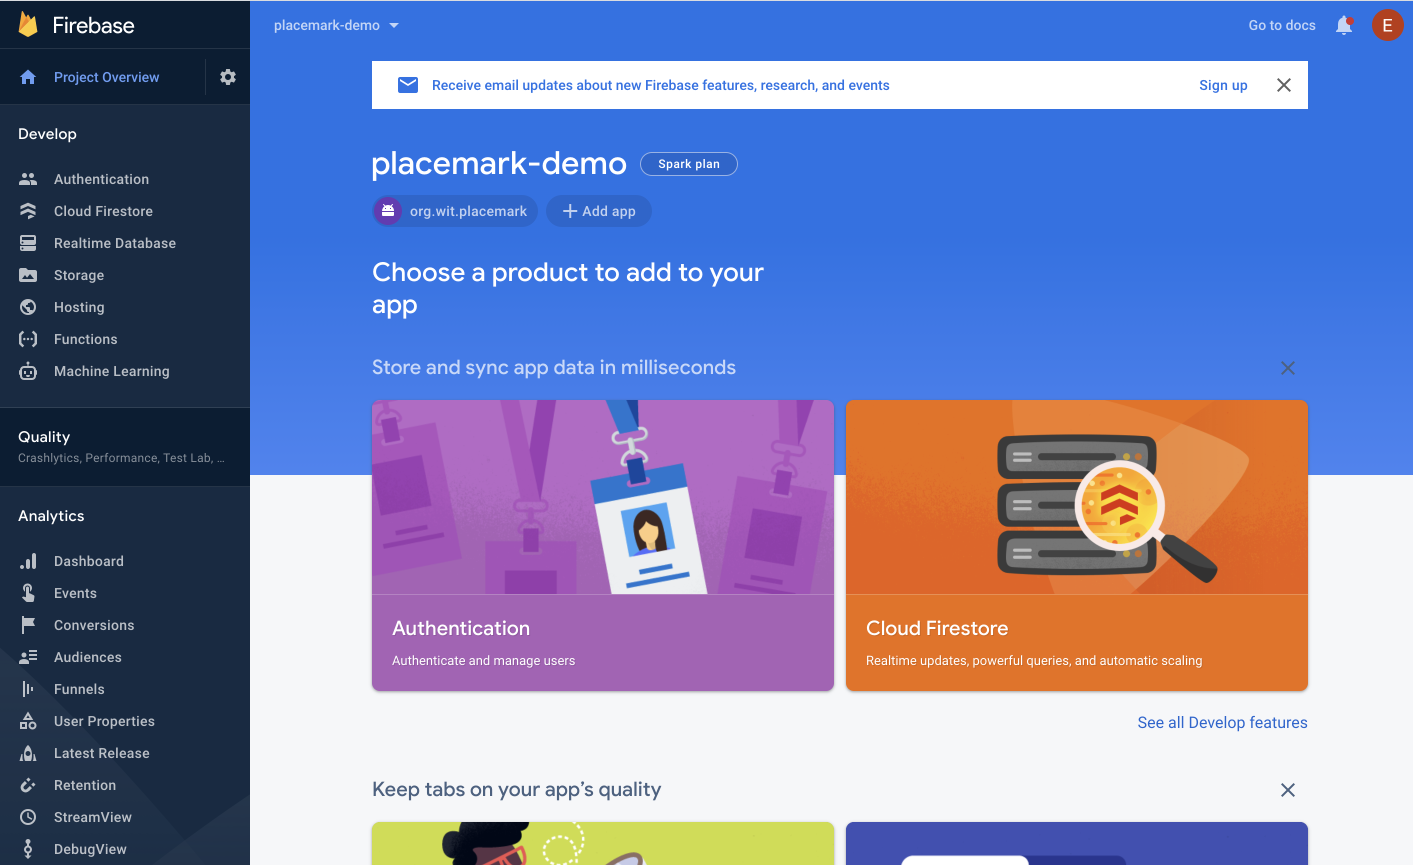 Firebase
placemark-demo
Go to docs
E
Project Overview
Receive email updates about new Firebase features, research, and events
Sign up
Develop
Authentication
Cloud Firestore
Realtime Database
Storage
Hosting
Functions
Machine Learning
Quality
Crashlytics, Performance, Test Lab, ...
Analytics
Dashboard
Events
Conversions
Audiences
Funnels
User Properties
Latest Release
Retention
StreamView
DebugView
placemark-demo
Spark plan
org.wit.placemark
Add app
Choose a product to add to your
app
Store and sync app data in milliseconds
Authentication
Authenticate and manage users
Cloud Firestore
Realtime updates, powerful queries, and automatic scaling
See all Develop features
Keep tabs on your app’s quality